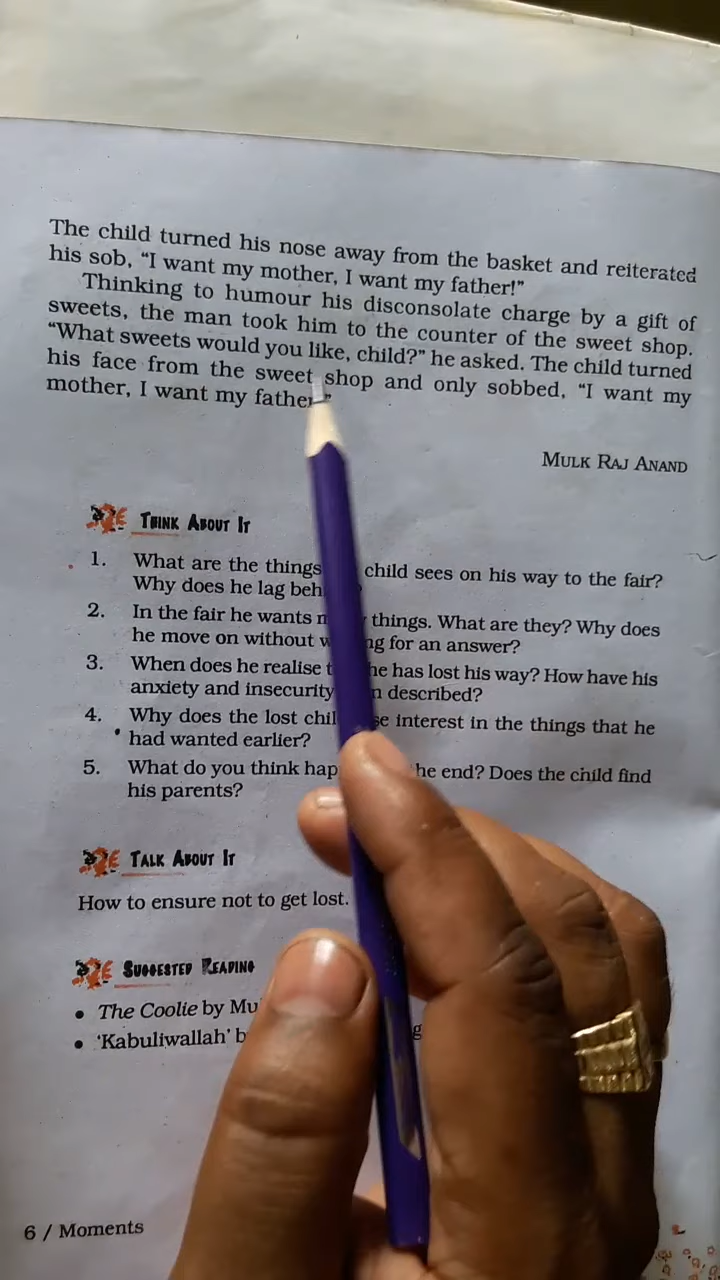 The child turned his nose away from the basket and reiterated
his sob, “I want my mother, I want my father!”
Thinking to humour his disconsolate charge by a gift of
sweets, the man took him to the counter of the sweet shop.
“What sweets would you like, child?” he asked. The child turned
his face from the sweet shop and only sobbed, “I want my
mother, I want my father
MULK RAJ ANAND
THINK ABOUT IT
1. What are the things child sees on his way to the fair?
Why does he lag
2. In the fair he wants things. What are they? Why does
he move on without for an answer?
3. When does he realise he has lost his way? How have his
anxiety and insecurity described?
4. Why does the lost interest in the things that he
had wanted earlier?
5. What do you think end? Does the child find
his parents?
TALK ABOUT IT
How to ensure not to get lost.
SUGGESTED READING
• The Coolie by
• ‘Kabuliwallah’
6 / Moments